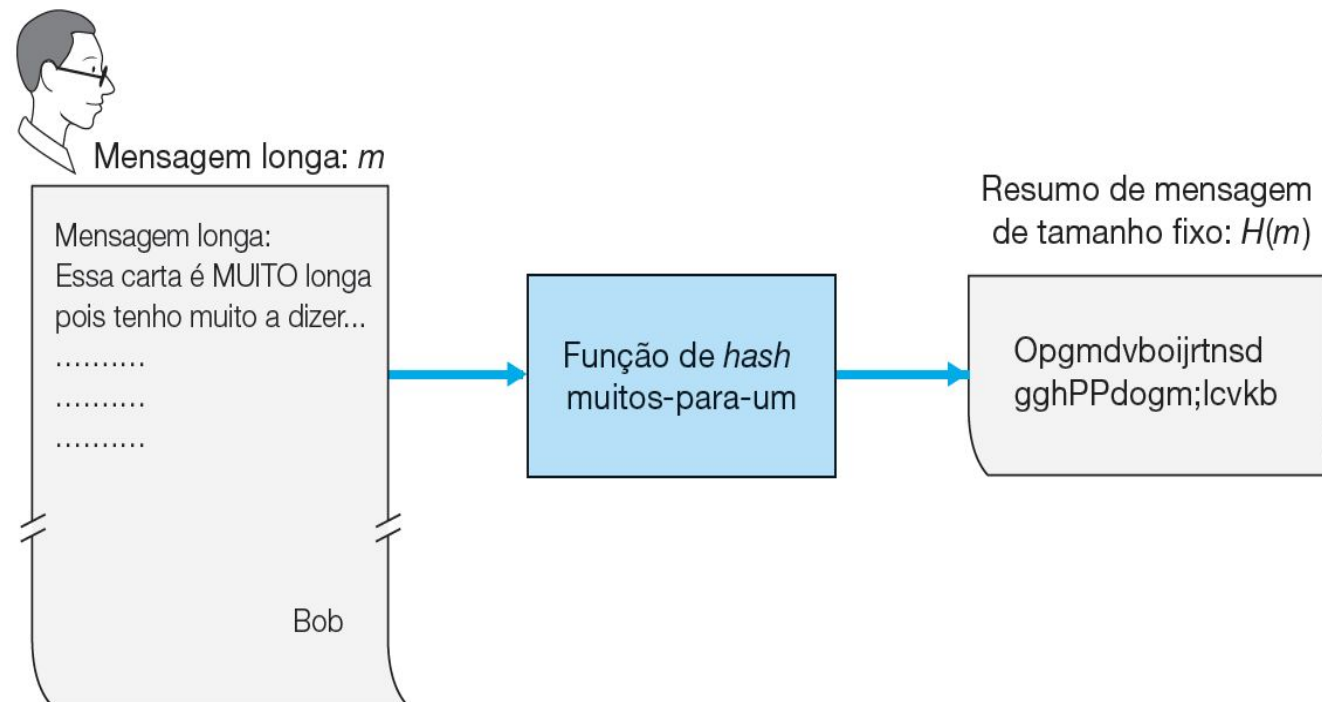 Mensagem longa: m
Mensagem longa:
Essa carta é MUITO longa
pois tenho muito a dizer...
..........
..........
..........
Bob
Função de hash
muitos-para-um
Resumo de mensagem
de tamanho fixo: H(m)
Opgmdvboijrtnsd
gghPPdogm;lcvkb